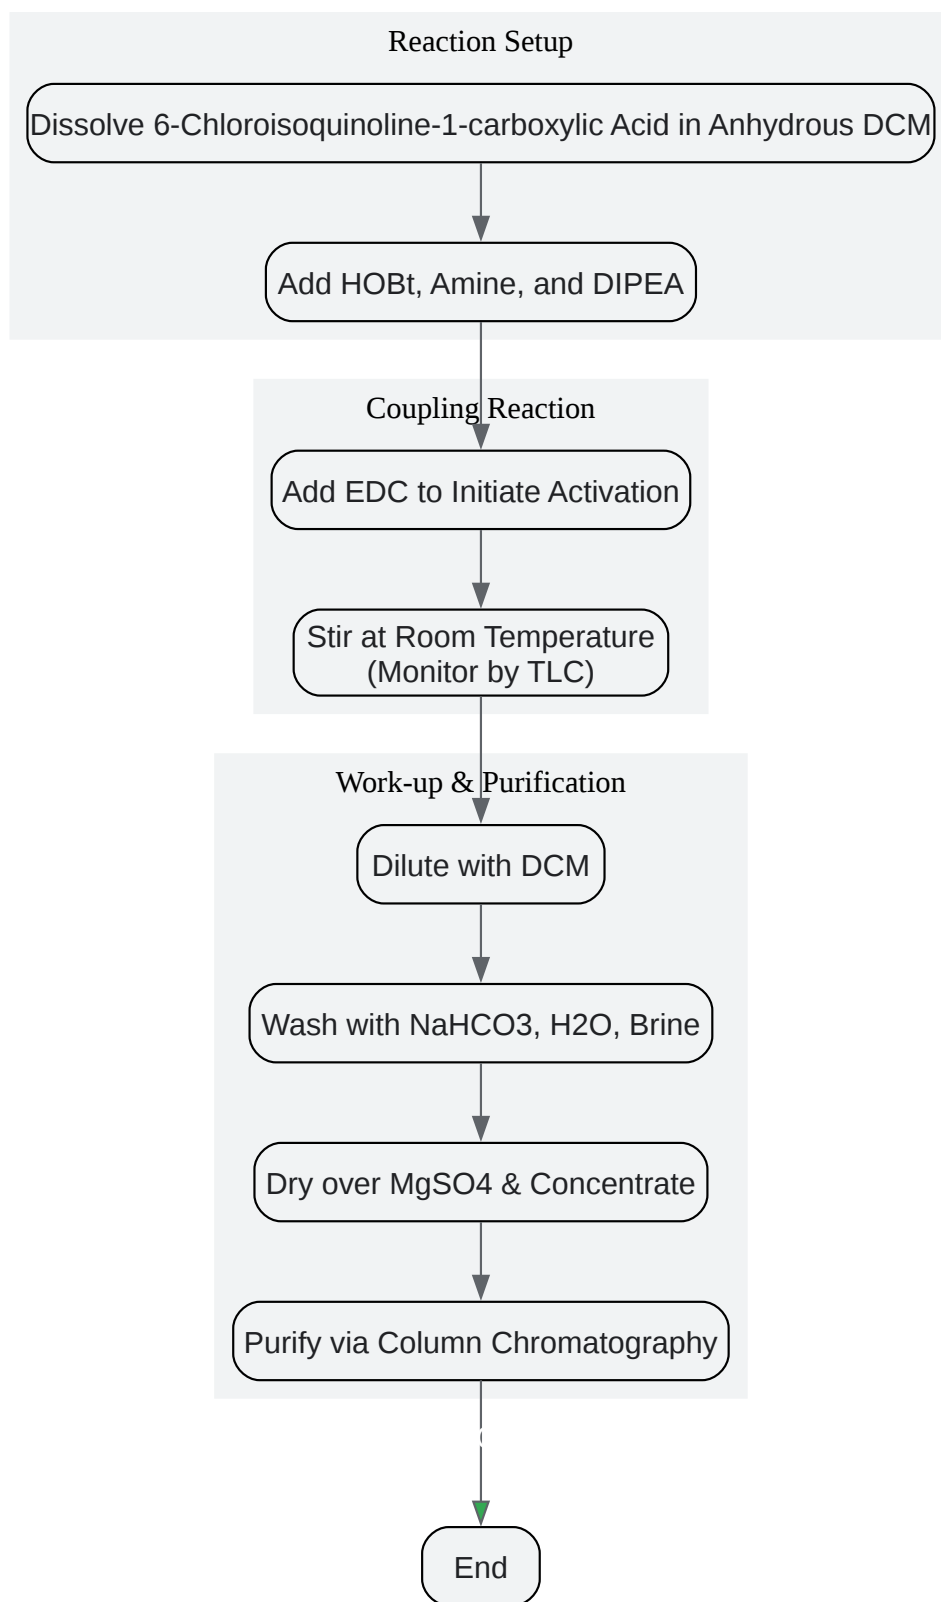 Reaction Setup
Dissolve 6-Chloroisoquinoline-1-carboxylic Acid in Anhydrous DCM
Add HOBt, Amine, and DIPEA
Coupling Reaction
Add EDC to Initiate Activation
Stir at Room Temperature
(Monitor by TLC)
Work-up & Purification
Dilute with DCM
Wash with NaHCO3, H2O, Brine
Dry over MgSO4 & Concentrate
Purify via Column Chromatography
End